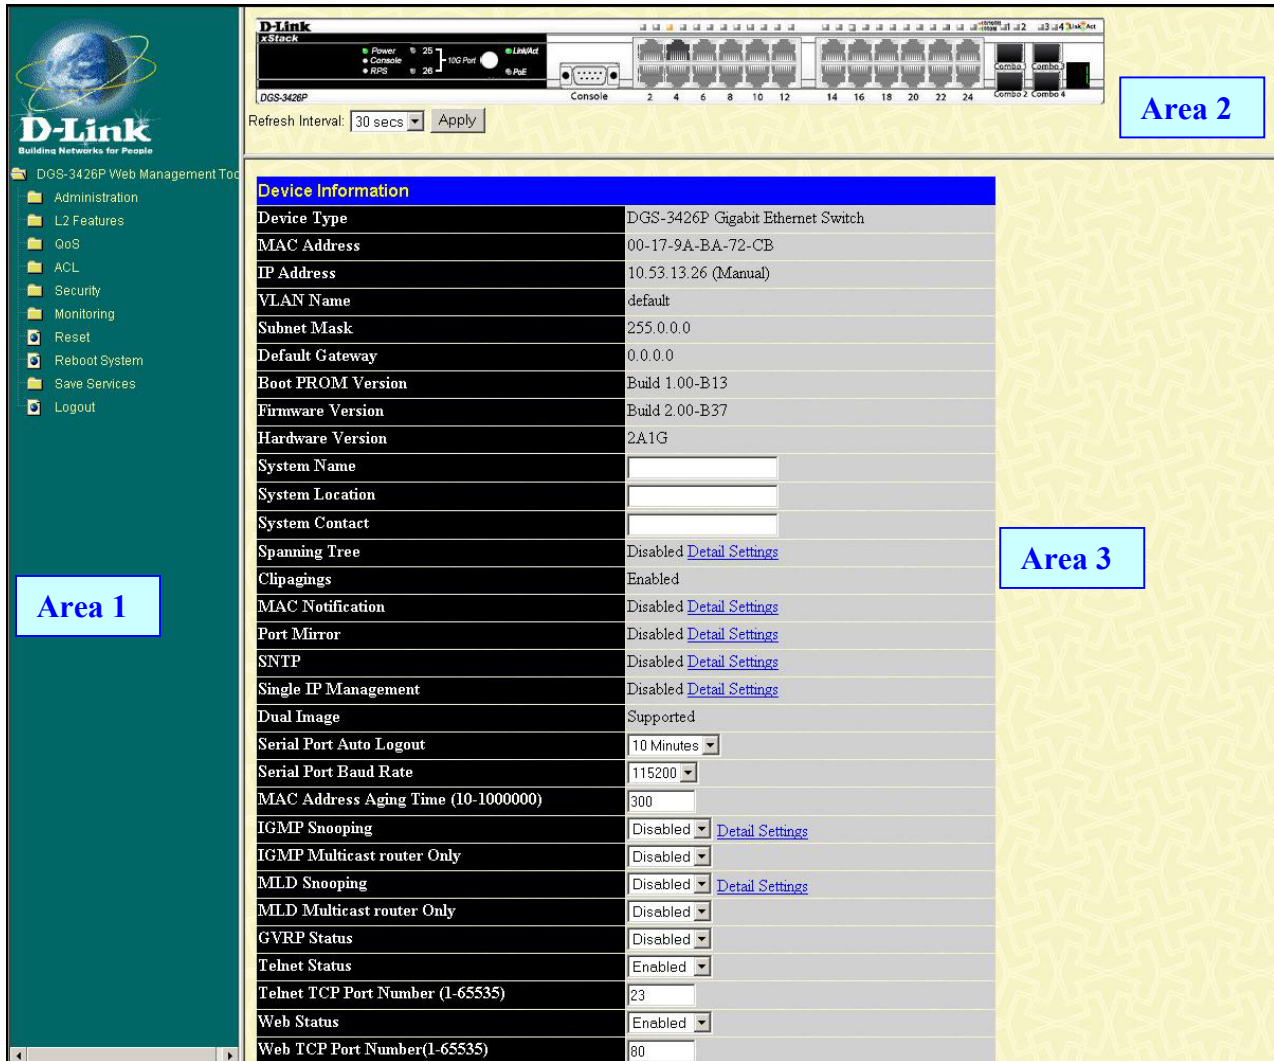 D-Link
Building Networks for People
DGS-3426P Web Management Too
Administration
L2 Features
QoS
ACL
Security
Monitoring
Reset
Reboot System
Save Services
Logout
Area 1
D-Link
xStack
Power 25 Link/Act
Console 10G Port
RPS 26 PoE
DGS-3426P
Console 2 4 6 8 10 12 14 16 18 20 22 24
Combo 1 Combo 3
Combo 2 Combo 4
Refresh Interval: 30 secs Apply
Area 2
Device Information
Device Type DGS-3426P Gigabit Ethernet Switch
MAC Address 00-17-9A-BA-72-CB
IP Address 10.53.13.26 (Manual)
VLAN Name default
Subnet Mask 255.0.0.0
Default Gateway 0.0.0.0
Boot PROM Version Build 1.00-B13
Firmware Version Build 2.00-B37
Hardware Version 2A1G
System Name
System Location
System Contact
Spanning Tree Disabled Detail Settings
Clipagings Enabled
MAC Notification Disabled Detail Settings
Port Mirror Disabled Detail Settings
SNTP Disabled Detail Settings
Single IP Management Disabled Detail Settings
Dual Image Supported
Serial Port Auto Logout 10 Minutes
Serial Port Baud Rate 115200
MAC Address Aging Time (10-1000000) 300
IGMP Snooping Disabled Detail Settings
IGMP Multicast router Only Disabled
MLD Snooping Disabled Detail Settings
MLD Multicast router Only Disabled
GVRP Status Disabled
Telnet Status Enabled
Telnet TCP Port Number (1-65535) 23
Web Status Enabled
Web TCP Port Number(1-65535) 80
Area 3